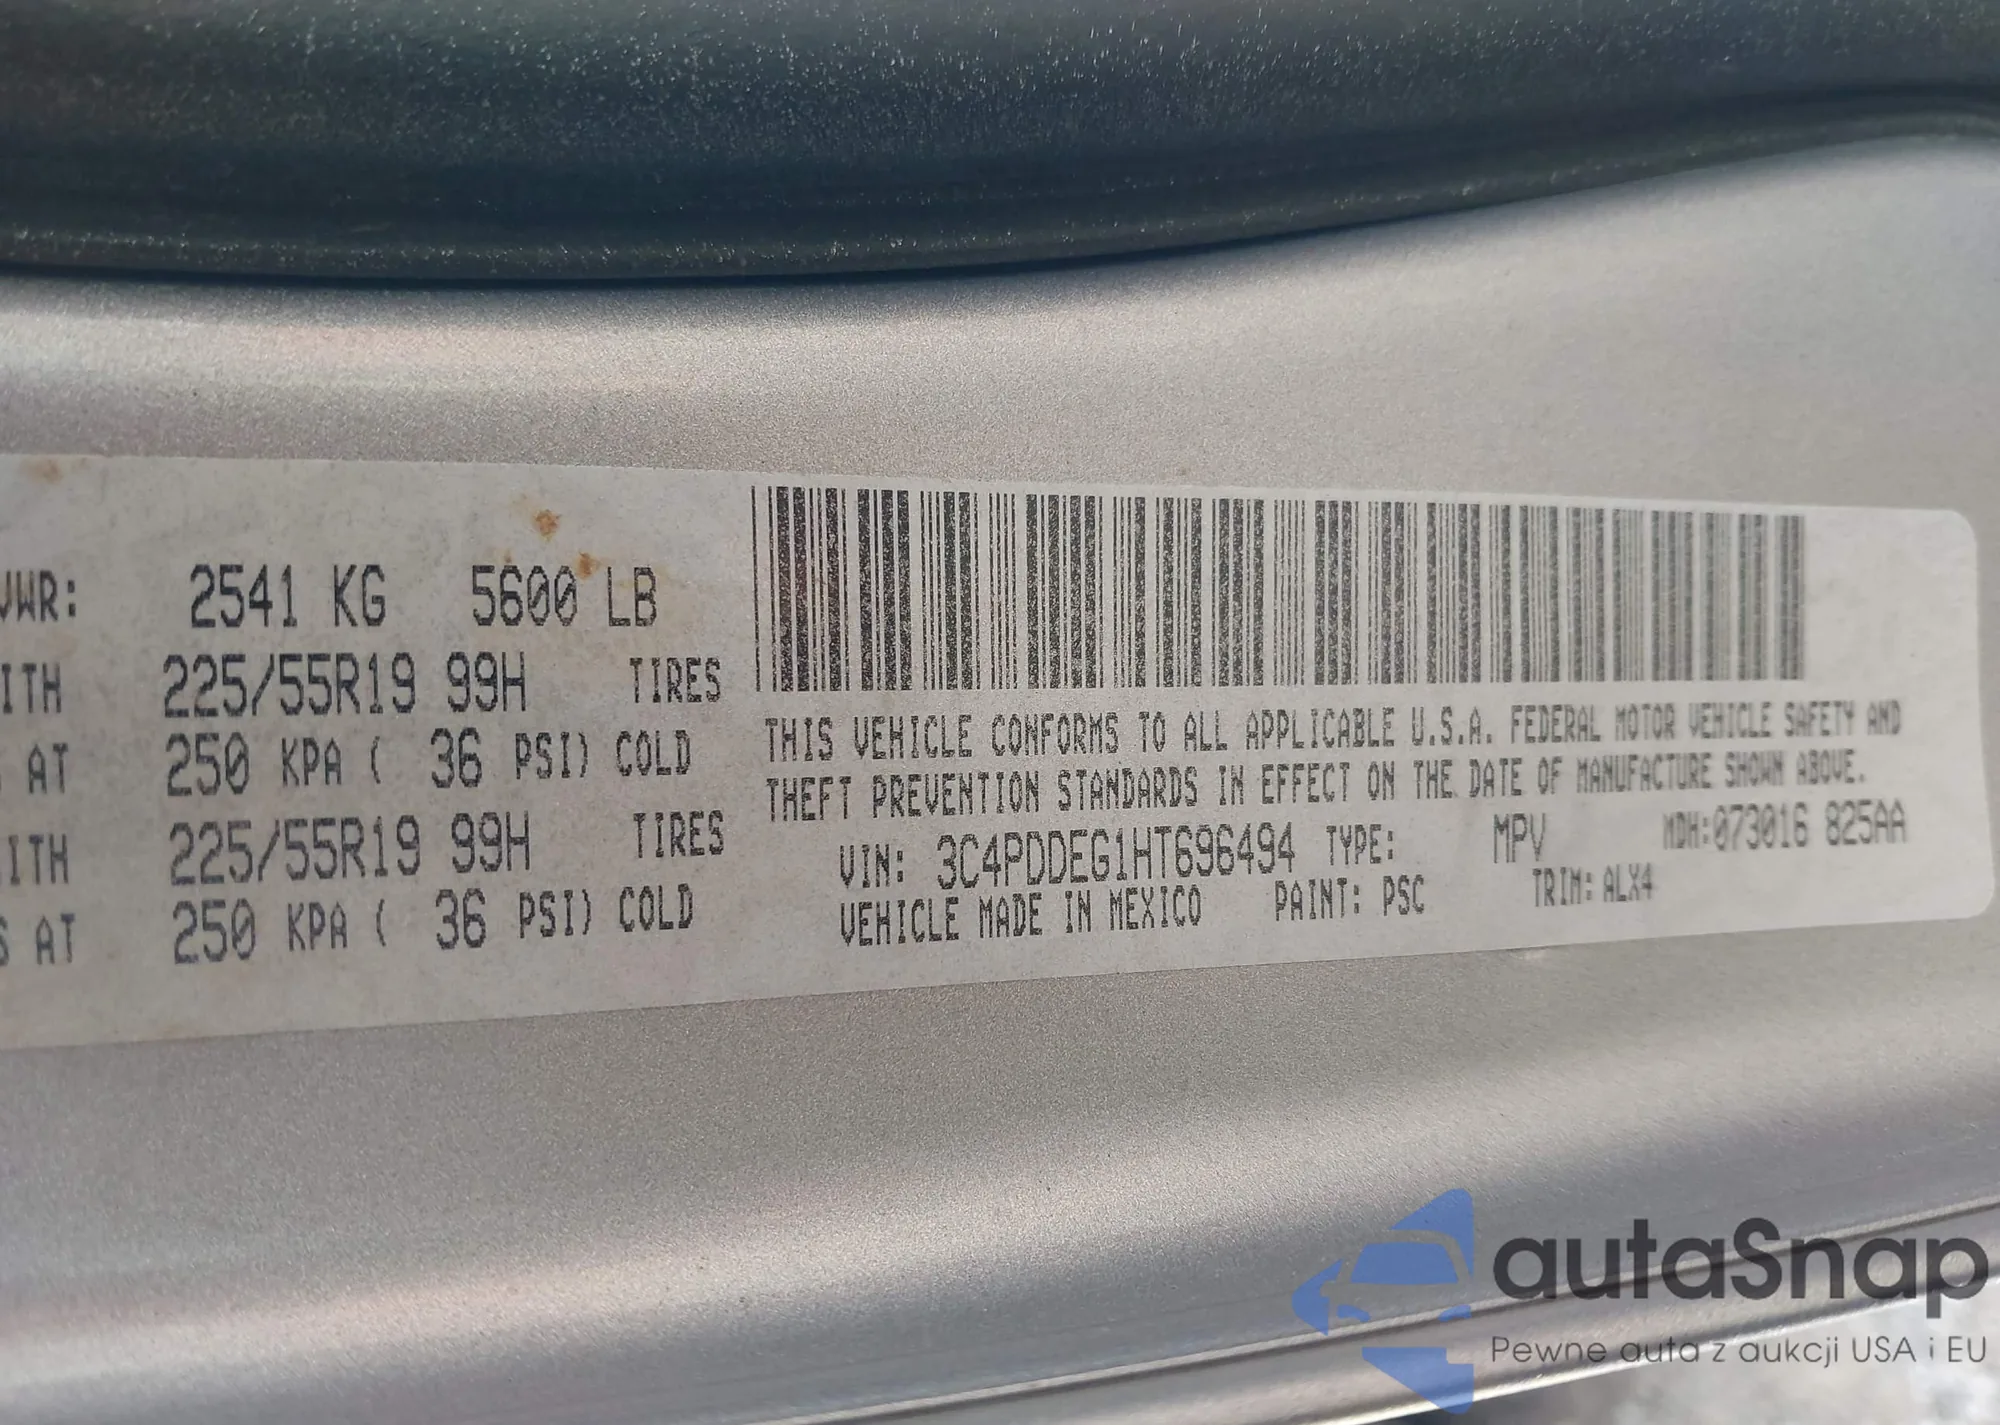 VWR: 2541 KG 5600 LB
ITH 225/55R19 99H TIRES
S AT 250 KPA ( 36 PSI) COLD
ITH 225/55R19 99H TIRES
S AT 250 KPA ( 36 PSI) COLD
THIS VEHICLE CONFORMS TO ALL APPLICABLE U.S.A. FEDERAL MOTOR VEHICLE SAFETY AND
THEFT PREVENTION STANDARDS IN EFFECT ON THE DATE OF MANUFACTURE SHOWN ABOVE.
VIN: 3C4PDDEG1HT696494 TYPE: MPV MDH:073016 825AA
VEHICLE MADE IN MEXICO PAINT: PSC TRIM: ALX4
autaSnap
Pewne auta z aukcji USA i EU